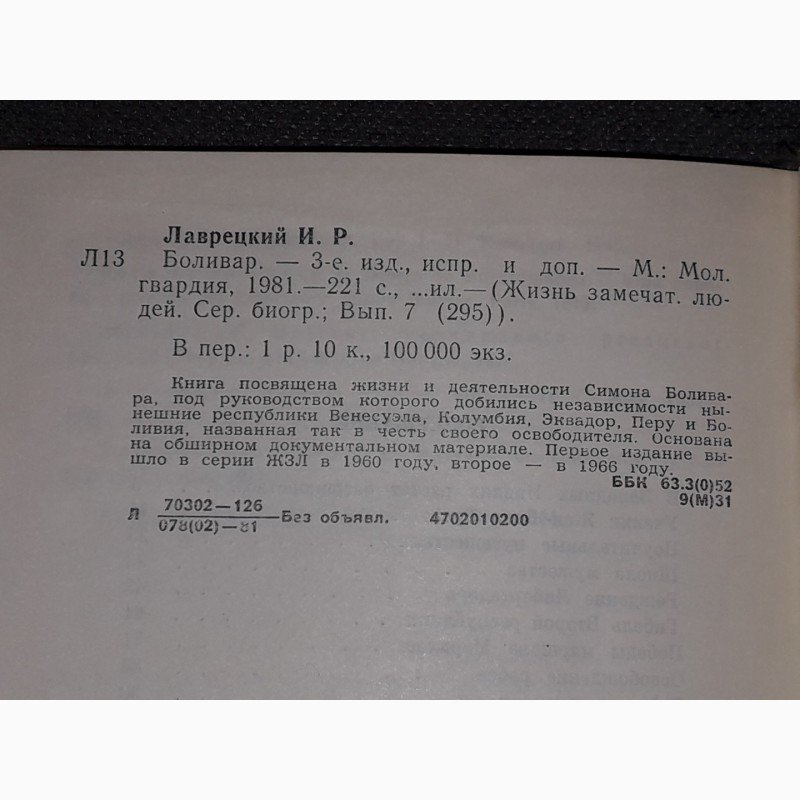 Лаврецкий И. Р.
Л13 Боливар. — 3-е. изд., испр. и доп. — М.: Мол.
гвардия, 1981.—221 с., ...ил.—(Жизнь замечат. лю-
дей. Сер. биогр.; Вып. 7 (295)).
В пер.: 1 р. 10 к., 100 000 экз.
Книга посвящена жизни и деятельности Симона Болива-
ра, под руководством которого добились независимости ны-
нешние республики Венесуэла, Колумбия, Эквадор, Перу и Бо-
ливия, названная так в честь своего освободителя. Основана
на обширном документальном материале. Первое издание вы-
шло в серии ЖЗЛ в 1960 году, второе — в 1966 году.
ББК 63.3(0)52
9(М)31
Л 70302—126
078(02)—81 —Без объявл. 4702010200